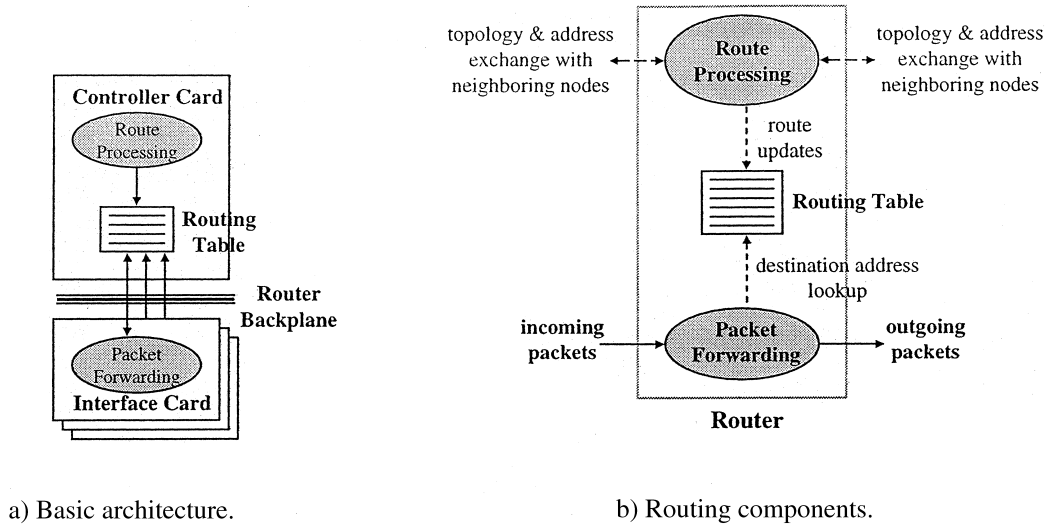 Controller Card
Route
Processing
Routing
Table
Router
Backplane
Packet
Forwarding
Interface Card
a) Basic architecture.
topology & address
exchange with
neighboring nodes
Route
Processing
topology & address
exchange with
neighboring nodes
route
updates
Routing Table
destination address
lookup
incoming
packets
Packet
Forwarding
outgoing
packets
Router
b) Routing components.